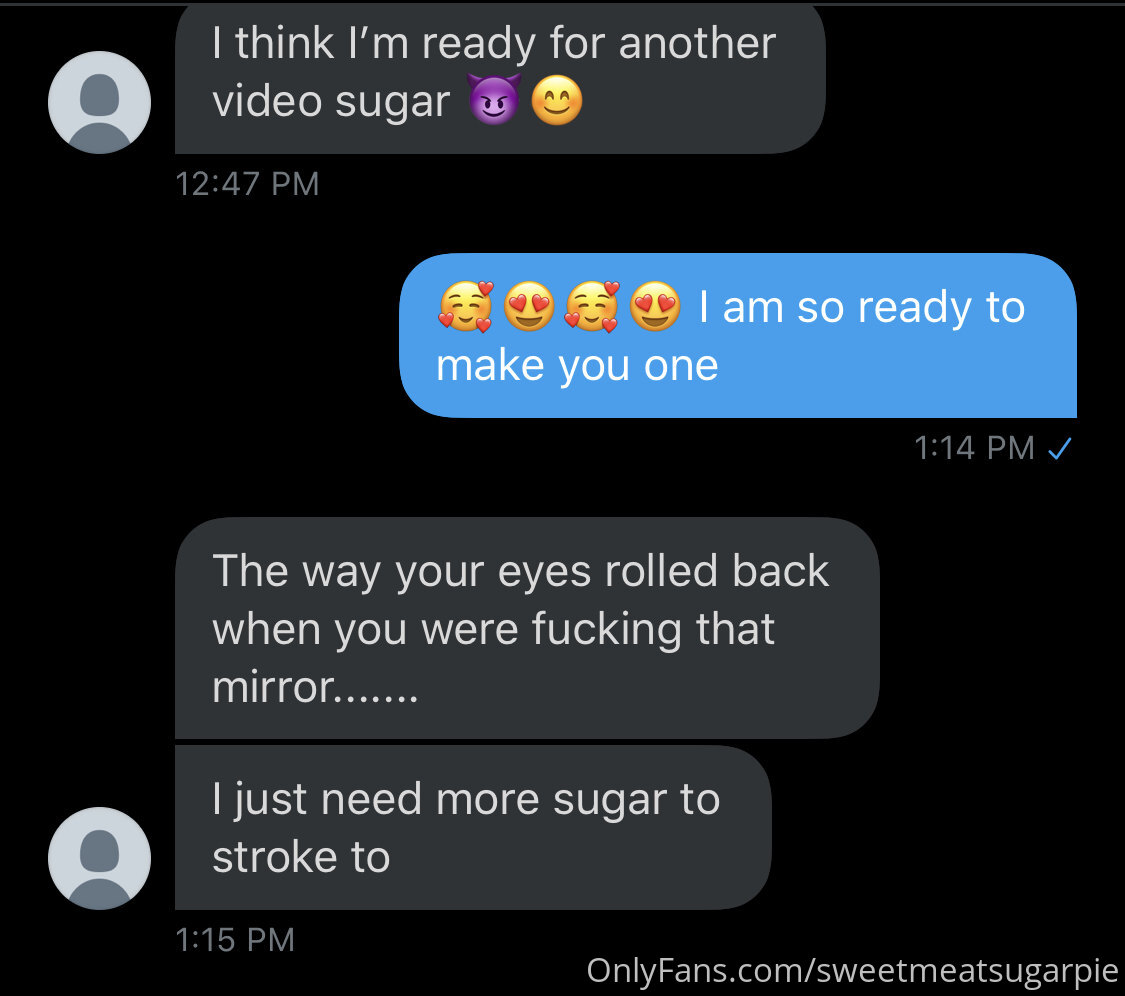 I think I’m ready for another
video sugar 😈😊
12:47 PM
🥰😍🥰😍 I am so ready to
make you one
1:14 PM ✓
The way your eyes rolled back
when you were fucking that
mirror.......
I just need more sugar to
stroke to
1:15 PM
OnlyFans.com/sweetmeatsugarpie